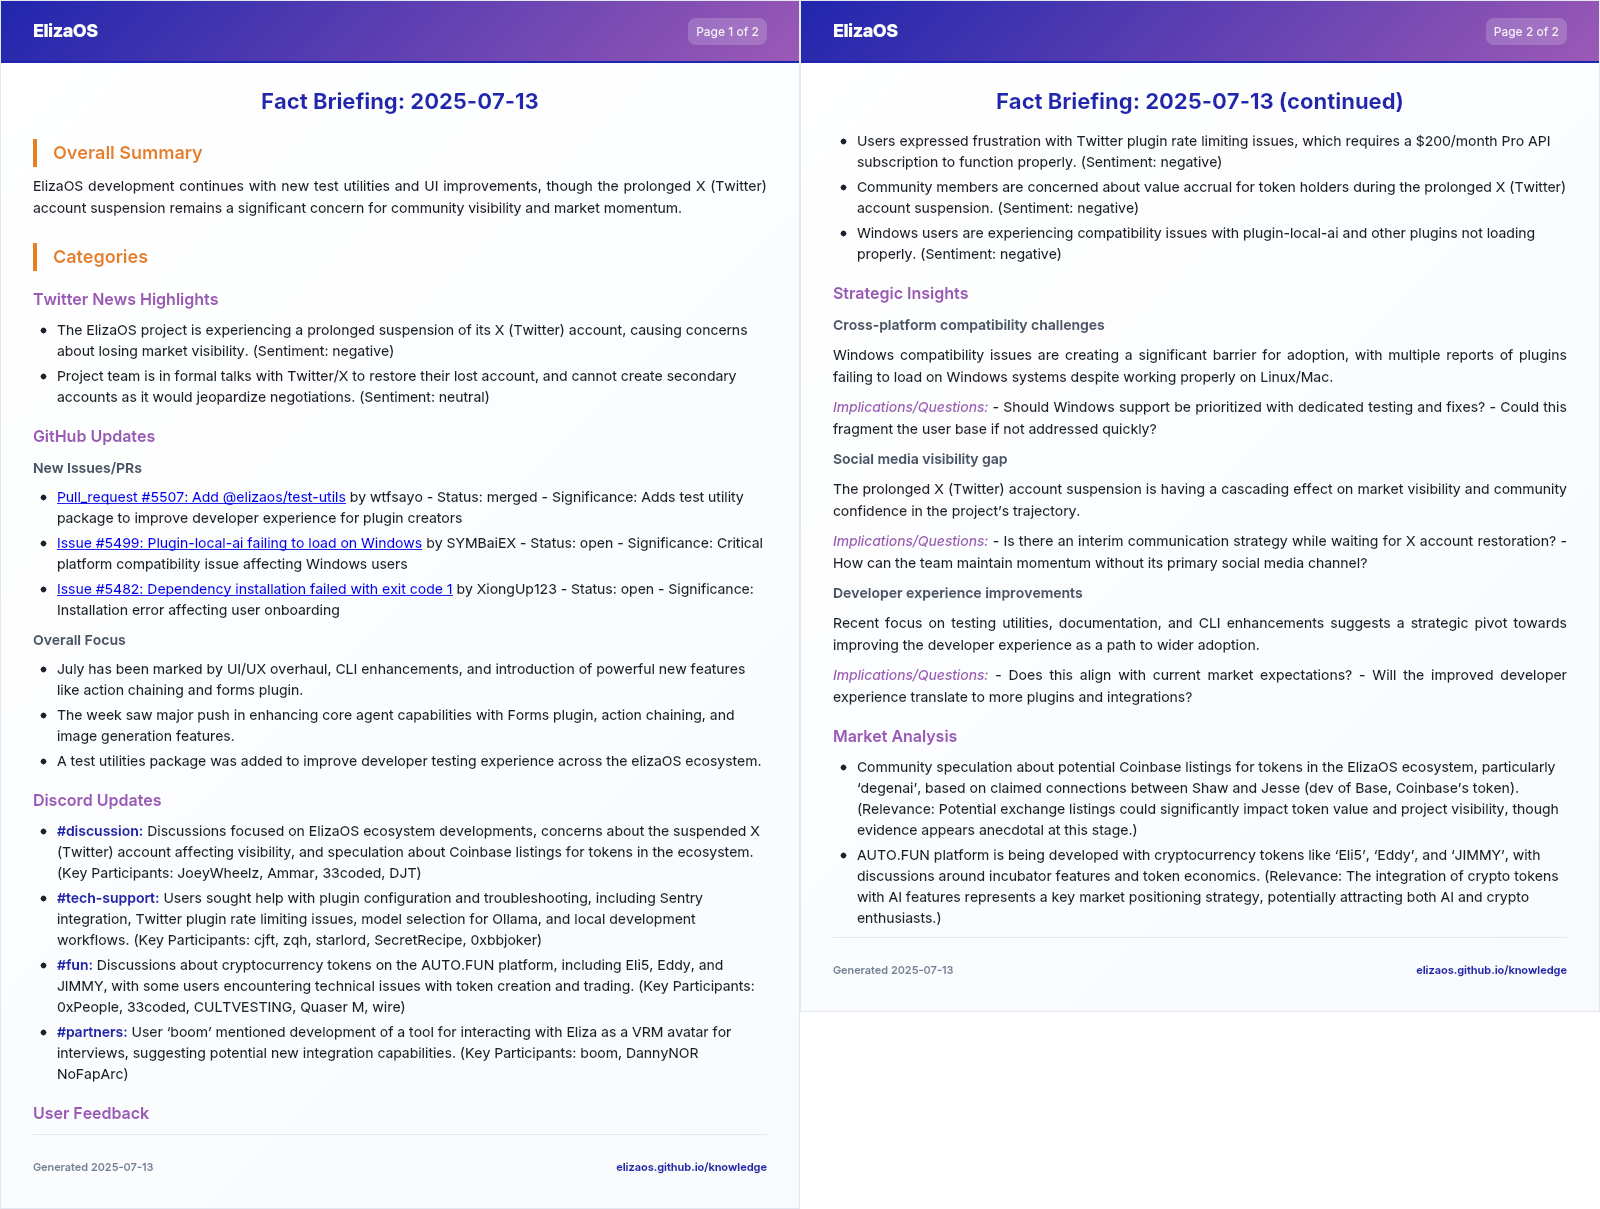 ElizaOS
Page 1 of 2
Fact Briefing: 2025-07-13
Overall Summary
ElizaOS development continues with new test utilities and UI improvements, though the prolonged X (Twitter)
account suspension remains a significant concern for community visibility and market momentum.
Categories
Twitter News Highlights
• The ElizaOS project is experiencing a prolonged suspension of its X (Twitter) account, causing concerns
about losing market visibility. (Sentiment: negative)
• Project team is in formal talks with Twitter/X to restore their lost account, and cannot create secondary
accounts as it would jeopardize negotiations. (Sentiment: neutral)
GitHub Updates
New Issues/PRs
• Pull_request #5507: Add @elizaos/test-utils by wtfsayo - Status: merged - Significance: Adds test utility
package to improve developer experience for plugin creators
• Issue #5499: Plugin-local-ai failing to load on Windows by SYMBaiEX - Status: open - Significance: Critical
platform compatibility issue affecting Windows users
• Issue #5482: Dependency installation failed with exit code 1 by XiongUp123 - Status: open - Significance:
Installation error affecting user onboarding
Overall Focus
• July has been marked by UI/UX overhaul, CLI enhancements, and introduction of powerful new features
like action chaining and forms plugin.
• The week saw major push in enhancing core agent capabilities with Forms plugin, action chaining, and
image generation features.
• A test utilities package was added to improve developer testing experience across the elizaOS ecosystem.
Discord Updates
• #discussion: Discussions focused on ElizaOS ecosystem developments, concerns about the suspended X
(Twitter) account affecting visibility, and speculation about Coinbase listings for tokens in the ecosystem.
(Key Participants: JoeyWheelz, Ammar, 33coded, DJT)
• #tech-support: Users sought help with plugin configuration and troubleshooting, including Sentry
integration, Twitter plugin rate limiting issues, model selection for Ollama, and local development
workflows. (Key Participants: cjft, zqh, starlord, SecretRecipe, 0xbbjoker)
• #fun: Discussions about cryptocurrency tokens on the AUTO.FUN platform, including Eli5, Eddy, and
JIMMY, with some users encountering technical issues with token creation and trading. (Key Participants:
0xPeople, 33coded, CULTVESTING, Quaser M, wire)
• #partners: User ‘boom’ mentioned development of a tool for interacting with Eliza as a VRM avatar for
interviews, suggesting potential new integration capabilities. (Key Participants: boom, DannyNOR
NoFapArc)
User Feedback
Generated 2025-07-13
elizaos.github.io/knowledge
ElizaOS
Page 2 of 2
Fact Briefing: 2025-07-13 (continued)
• Users expressed frustration with Twitter plugin rate limiting issues, which requires a $200/month Pro API
subscription to function properly. (Sentiment: negative)
• Community members are concerned about value accrual for token holders during the prolonged X (Twitter)
account suspension. (Sentiment: negative)
• Windows users are experiencing compatibility issues with plugin-local-ai and other plugins not loading
properly. (Sentiment: negative)
Strategic Insights
Cross-platform compatibility challenges
Windows compatibility issues are creating a significant barrier for adoption, with multiple reports of plugins
failing to load on Windows systems despite working properly on Linux/Mac.
Implications/Questions: - Should Windows support be prioritized with dedicated testing and fixes? - Could this
fragment the user base if not addressed quickly?
Social media visibility gap
The prolonged X (Twitter) account suspension is having a cascading effect on market visibility and community
confidence in the project’s trajectory.
Implications/Questions: - Is there an interim communication strategy while waiting for X account restoration? -
How can the team maintain momentum without its primary social media channel?
Developer experience improvements
Recent focus on testing utilities, documentation, and CLI enhancements suggests a strategic pivot towards
improving the developer experience as a path to wider adoption.
Implications/Questions: - Does this align with current market expectations? - Will the improved developer
experience translate to more plugins and integrations?
Market Analysis
• Community speculation about potential Coinbase listings for tokens in the ElizaOS ecosystem, particularly
‘degenai’, based on claimed connections between Shaw and Jesse (dev of Base, Coinbase’s token).
(Relevance: Potential exchange listings could significantly impact token value and project visibility, though
evidence appears anecdotal at this stage.)
• AUTO.FUN platform is being developed with cryptocurrency tokens like ‘Eli5’, ‘Eddy’, and ‘JIMMY’, with
discussions around incubator features and token economics. (Relevance: The integration of crypto tokens
with AI features represents a key market positioning strategy, potentially attracting both AI and crypto
enthusiasts.)
Generated 2025-07-13
elizaos.github.io/knowledge